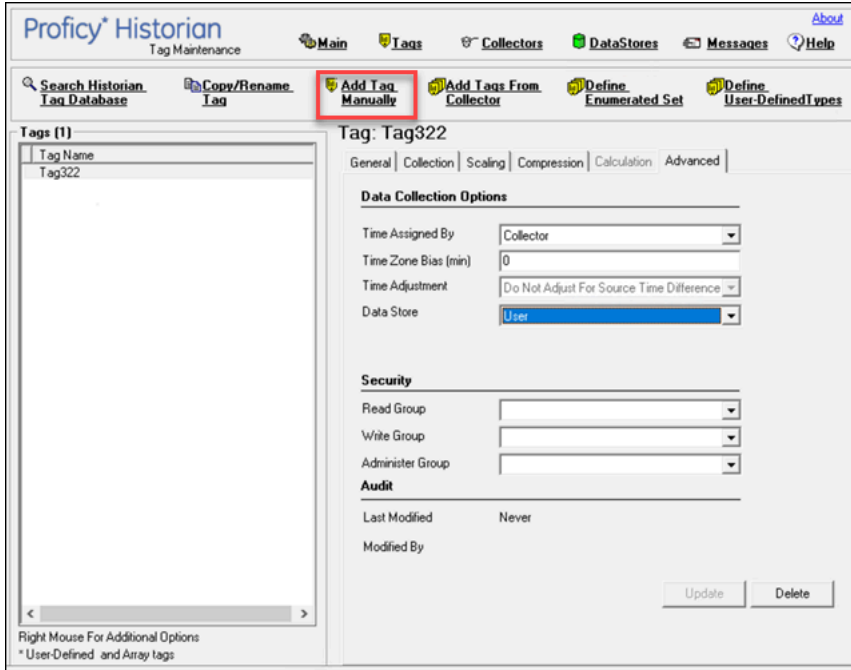 Proficy* Historian
Tag Maintenance
Main
Tags
Collectors
DataStores
Messages
About
Help
Search Historian
Tag Database
Copy/Rename
Tag
Add Tag
Manually
Add Tags From
Collector
Define
Enumerated Set
Define
User-DefinedTypes
Tags (1)
Tag Name
Tag322
Right Mouse For Additional Options
* User-Defined and Array tags
Tag: Tag322
General
Collection
Scaling
Compression
Calculation
Advanced
Data Collection Options
Time Assigned By
Collector
Time Zone Bias (min)
0
Time Adjustment
Do Not Adjust For Source Time Difference
Data Store
User
Security
Read Group
Write Group
Administer Group
Audit
Last Modified
Never
Modified By
Update
Delete